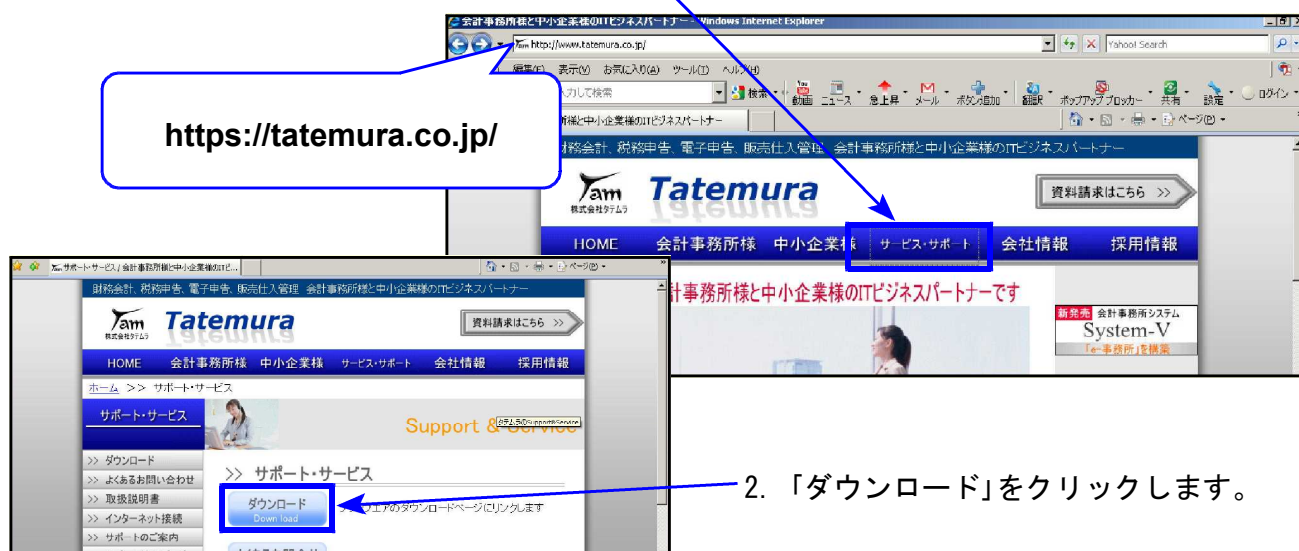 会計事務所様と中小企業様のITビジネスパートナー - Windows Internet Explorer
http://www.tatemura.co.jp/
Yahoo! Search
編集(E) 表示(V) お気に入り(A) ツール(T) ヘルプ(H)
入力して検索
検索
動画 ニュース 急上昇 メール ボタン追加 翻訳 ポップアップブロッカー 共有 設定 ログイン
所様と中小企業様のITビジネスパートナー
ページ(P)
https://tatemura.co.jp/
財務会計、税務申告、電子申告、販売仕入管理 会計事務所様と中小企業様のITビジネスパートナー
Tam
株式会社タテムラ
Tatemura
資料請求はこちら >>
HOME 会計事務所様 中小企業様 サービス・サポート 会社情報 採用情報
計事務所様と中小企業様のITビジネスパートナーです
新発売 会計事務所システム
System-V
「e-事務所」を構築
サポート・サービス / 会計事務所様と中小企業様のITビ...
ページ(P)
財務会計、税務申告、電子申告、販売仕入管理 会計事務所様と中小企業様のITビジネスパートナー
Tam
株式会社タテムラ
Tatemura
資料請求はこちら >>
HOME 会計事務所様 中小企業様 サービス・サポート 会社情報 採用情報
ホーム >> サポート・サービス
サポート・サービス
Support & Service
タテムラのSupport&Service
>> ダウンロード
>> よくあるお問い合わせ
>> 取扱説明書
>> インターネット接続
>> サポートのご案内
>> サポート・サービス
ダウンロード
Down load
ソフトウエアのダウンロードページにリンクします
2. 「ダウンロード」をクリックします。